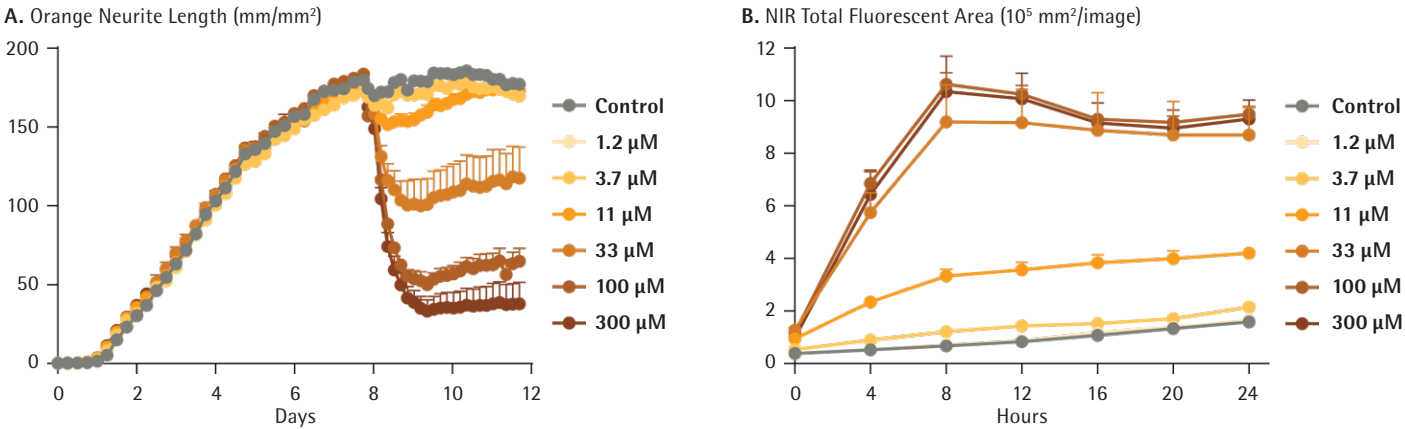 A. Orange Neurite Length (mm/mm²)
200
150
100
50
0
0 2 4 6 8 10 12
Days
Control
1.2 µM
3.7 µM
11 µM
33 µM
100 µM
300 µM
B. NIR Total Fluorescent Area (10⁵ mm²/image)
12
10
8
6
4
2
0
0 4 8 12 16 20 24
Hours
Control
1.2 µM
3.7 µM
11 µM
33 µM
100 µM
300 µM